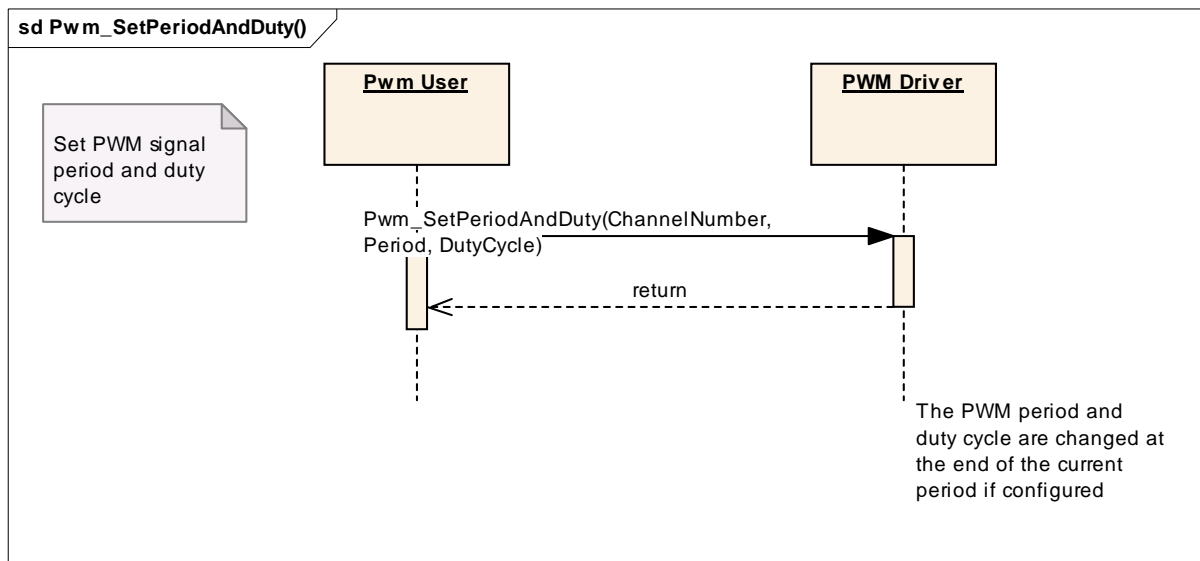 sd Pwm_SetPeriodAndDuty()
Pwm User
PWM Driver
Set PWM signal
period and duty
cycle
Pwm_SetPeriodAndDuty(ChannelNumber,
Period, DutyCycle)
return
The PWM period and
duty cycle are changed at
the end of the current
period if configured